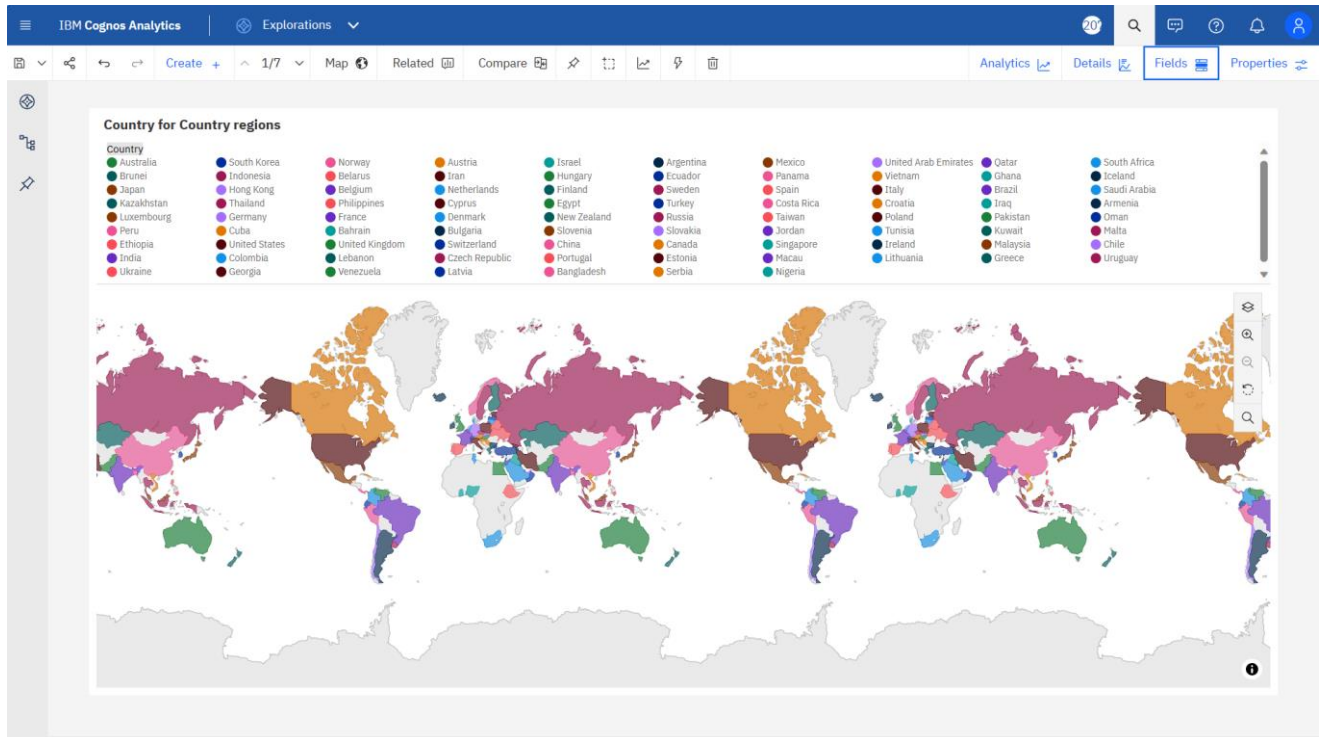 IBM Cognos Analytics Explorations
Create + 1/7 Map Related Compare Analytics Details Fields Properties
Country for Country regions
Country
Australia South Korea Norway Austria Israel Argentina Mexico United Arab Emirates Qatar South Africa
Brunei Indonesia Belarus Iran Hungary Ecuador Panama Vietnam Ghana Iceland
Japan Hong Kong Belgium Netherlands Finland Sweden Spain Italy Brazil Saudi Arabia
Kazakhstan Thailand Philippines Cyprus Egypt Turkey Costa Rica Croatia Iraq Armenia
Luxembourg Germany France Denmark New Zealand Russia Taiwan Poland Pakistan Oman
Peru Cuba Bahrain Bulgaria Slovenia Slovakia Jordan Tunisia Kuwait Malta
Ethiopia United States United Kingdom Switzerland China Canada Singapore Ireland Malaysia Chile
India Colombia Lebanon Czech Republic Portugal Estonia Macau Lithuania Greece Uruguay
Ukraine Georgia Venezuela Latvia Bangladesh Serbia Nigeria